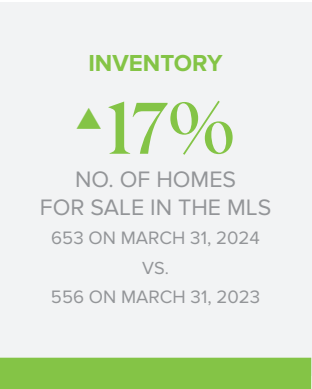 INVENTORY
▲17%
NO. OF HOMES
FOR SALE IN THE MLS
653 ON MARCH 31, 2024
VS.
556 ON MARCH 31, 2023